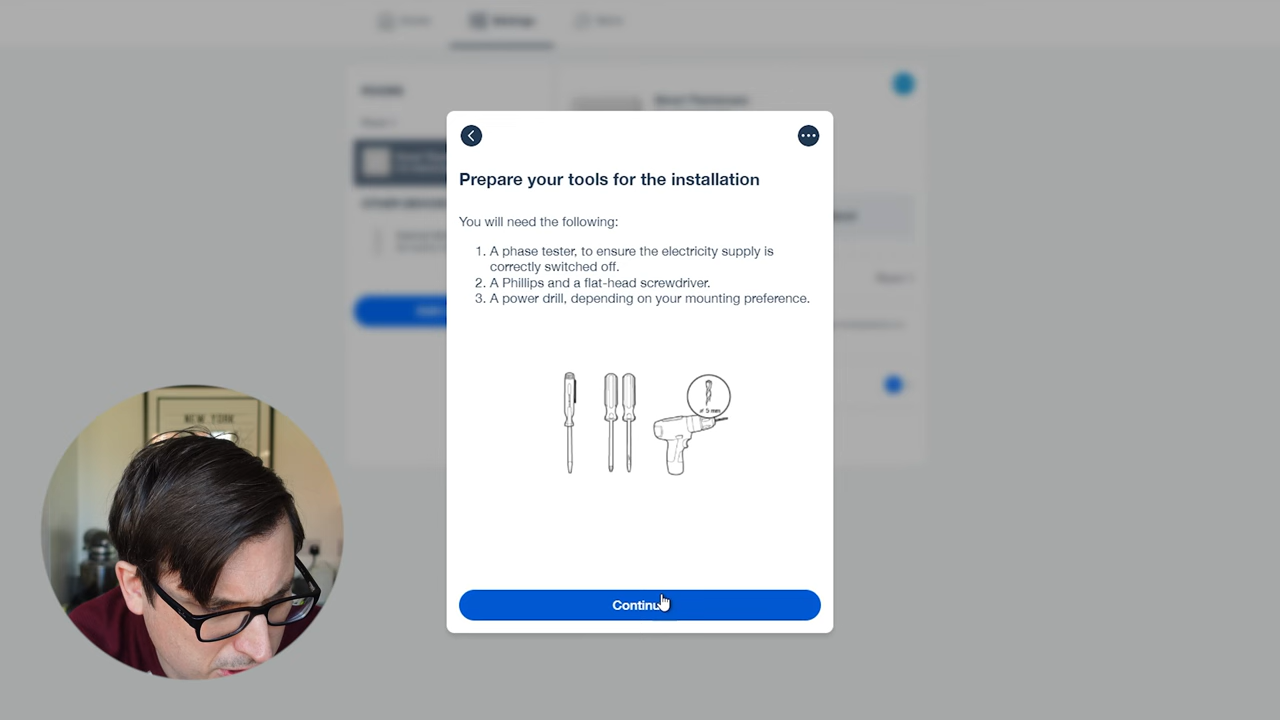 Prepare your tools for the installation
You will need the following:
1. A phase tester, to ensure the electricity supply is
correctly switched off.
2. A Phillips and a flat-head screwdriver.
3. A power drill, depending on your mounting preference.
ø 5 mm
NEW YORK